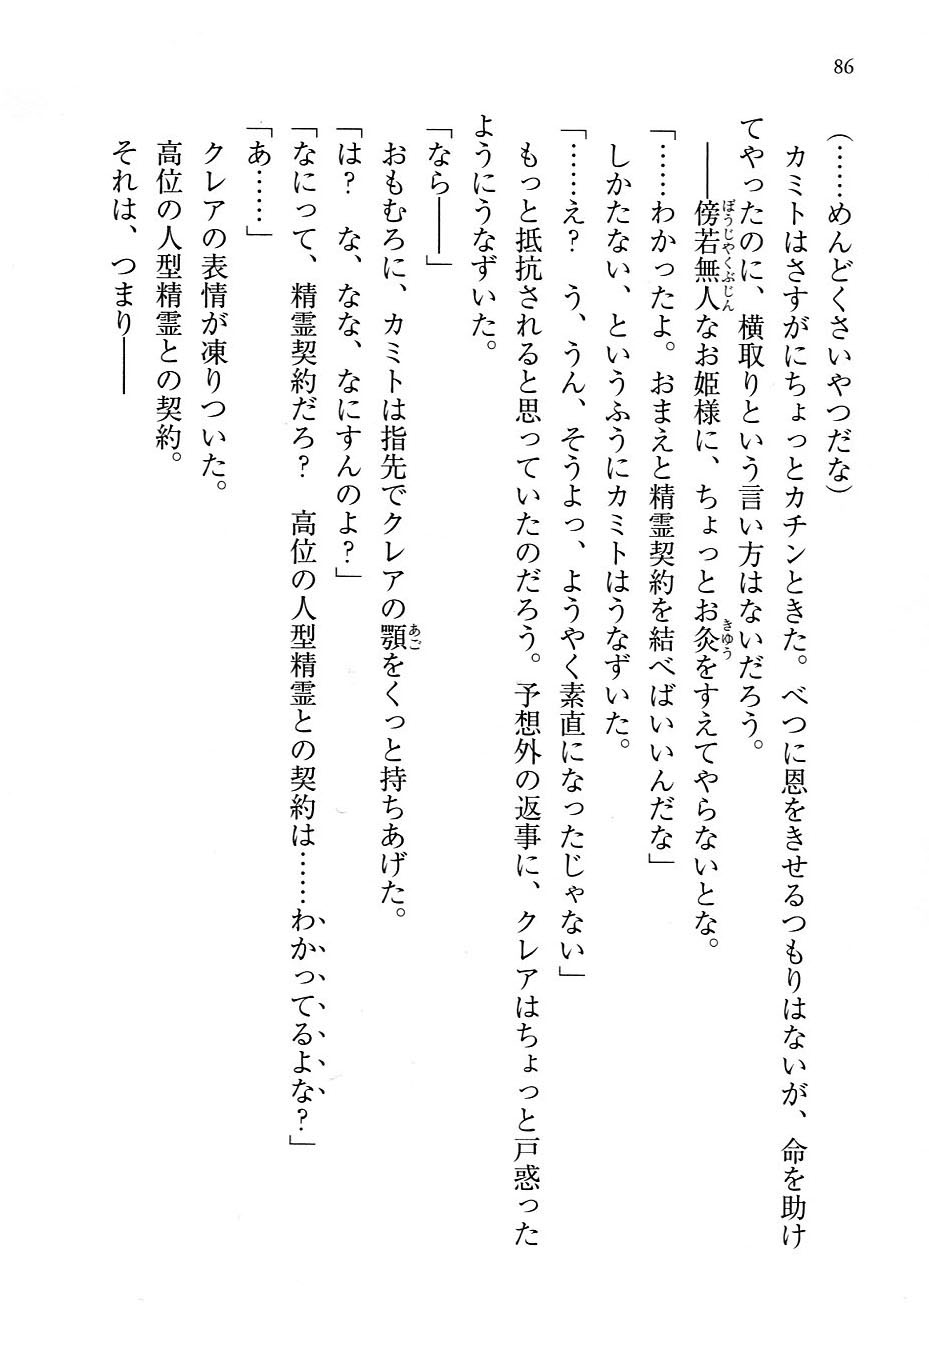 86
(……めんどくさいやつだな)
　カミトはさすがにちょっとカチンときた。べつに恩をきせるつもりはないが、命を助け
てやったのに、横取りという言い方はないだろう。
　――傍若無人なお姫様に、ちょっとお灸をすえてやらないとな。
「……わかったよ。おまえと精霊契約を結べばいいんだな」
　しかたない、というふうにカミトはうなずいた。
「……え？　う、うん、そうよっ、ようやく素直になったじゃない」
　もっと抵抗されると思っていたのだろう。予想外の返事に、クレアはちょっと戸惑った
ようにうなずいた。
「なら――」
　おもむろに、カミトは指先でクレアの顎をくっと持ちあげた。
「は？　な、なな、なにすんのよ？」
「なにって、精霊契約だろ？　高位の人型精霊との契約は……わかってるよな？」
「あ……」
　クレアの表情が凍りついた。
　高位の人型精霊との契約。
　それは、つまり――